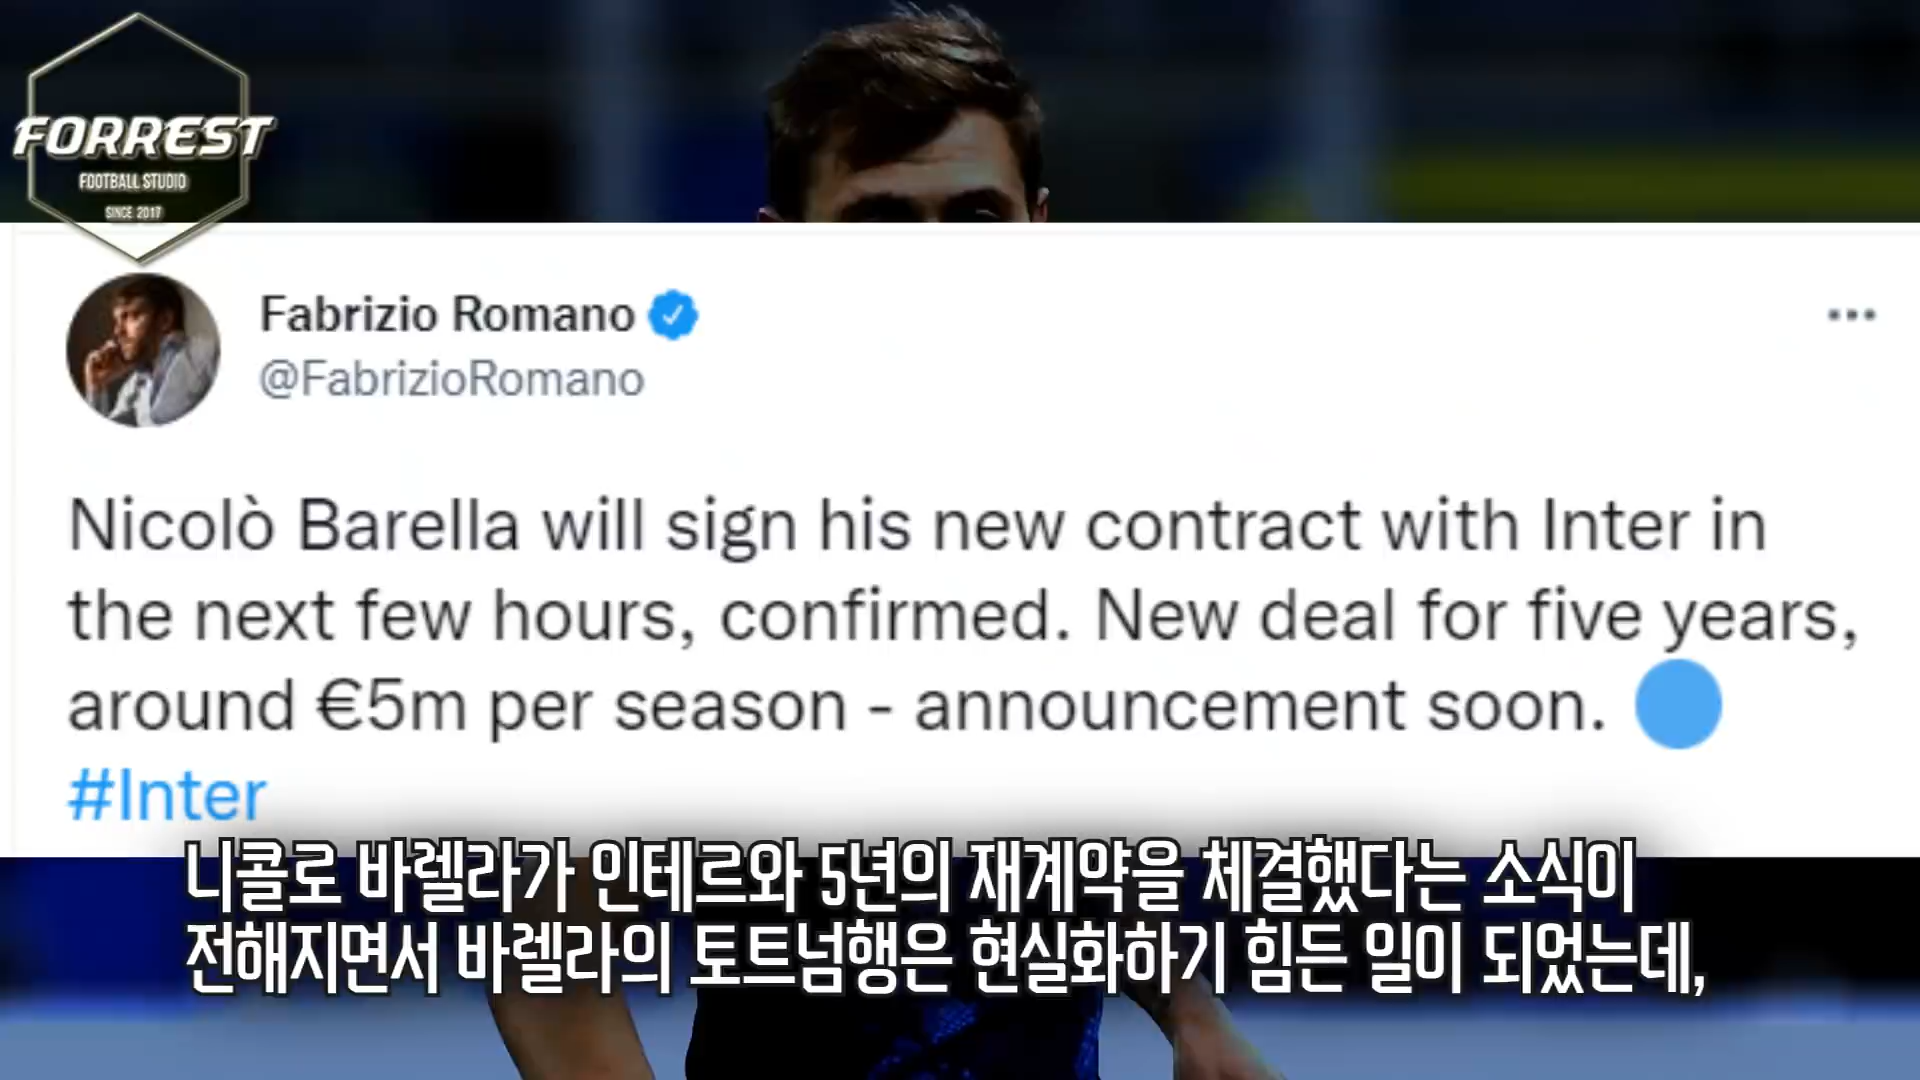 FORREST
FOOTBALL STUDIO
SINCE 2017
Fabrizio Romano
@FabrizioRomano
Nicolò Barella will sign his new contract with Inter in
the next few hours, confirmed. New deal for five years,
around €5m per season - announcement soon.
#Inter
니콜로 바렐라가 인테르와 5년의 재계약을 체결했다는 소식이
전해지면서 바렐라의 토트넘행은 현실화하기 힘든 일이 되었는데,